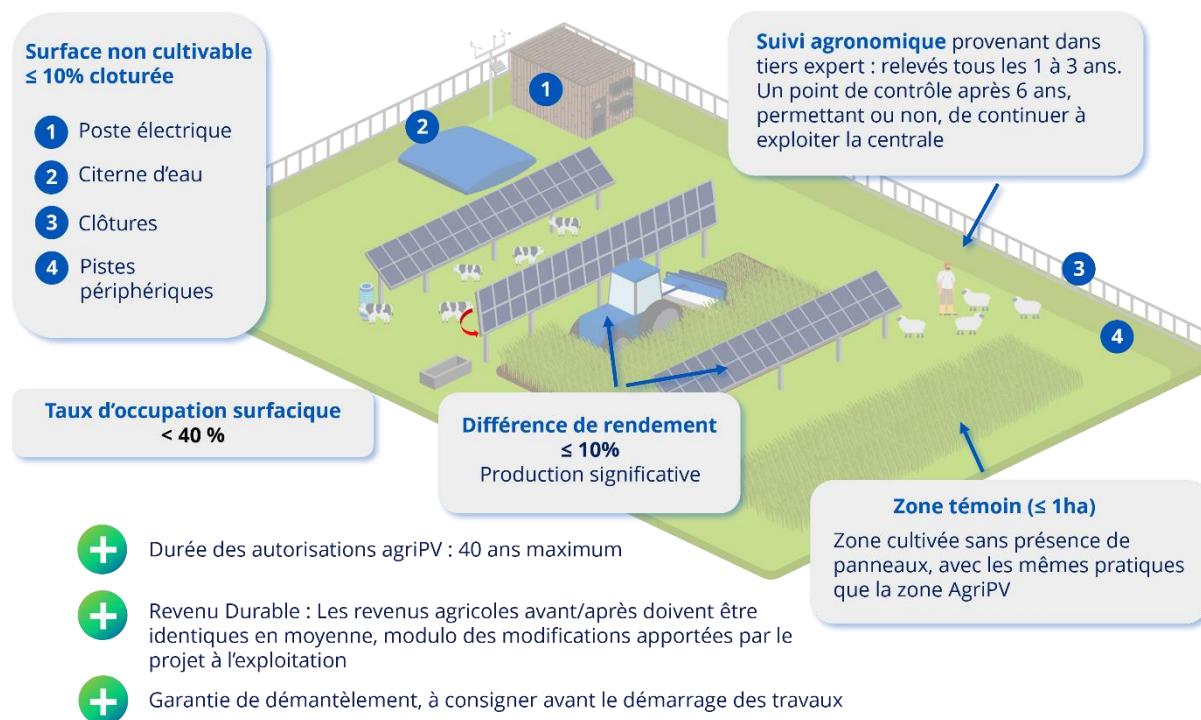 Surface non cultivable
≤ 10% cloturée
1 Poste électrique
2 Citerne d'eau
3 Clôtures
4 Pistes
périphériques
1
2
Suivi agronomique provenant dans
tiers expert : relevés tous les 1 à 3 ans.
Un point de contrôle après 6 ans,
permettant ou non, de continuer à
exploiter la centrale
3
4
Taux d'occupation surfacique
< 40 %
Différence de rendement
≤ 10%
Production significative
Zone témoin (≤ 1ha)
Zone cultivée sans présence de
panneaux, avec les mêmes pratiques
que la zone AgriPV
Durée des autorisations agriPV : 40 ans maximum
Revenu Durable : Les revenus agricoles avant/après doivent être
identiques en moyenne, modulo des modifications apportées par le
projet à l'exploitation
Garantie de démantèlement, à consigner avant le démarrage des travaux